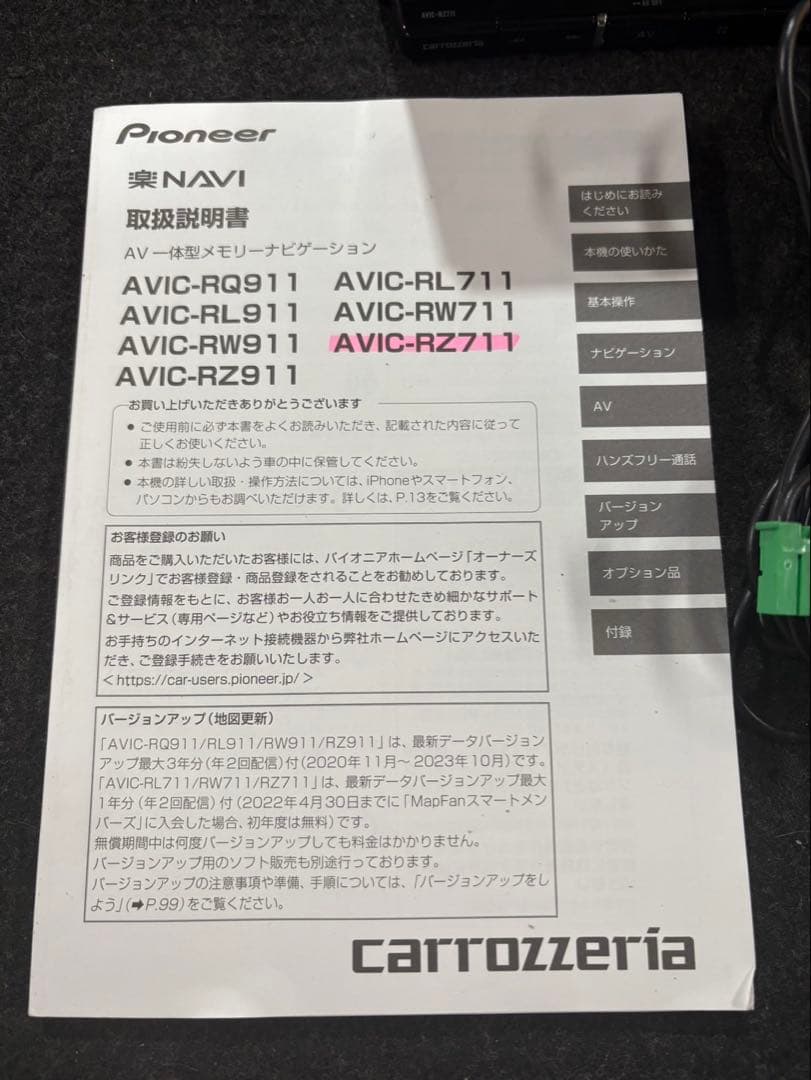 AVIC-RZ711
carrozzeria
AV
Pioneer
楽NAVI
取扱説明書
AV一体型メモリーナビゲーション
AVIC-RQ911 AVIC-RL711
AVIC-RL911 AVIC-RW711
AVIC-RW911 AVIC-RZ711
AVIC-RZ911
お買い上げいただきありがとうございます
● ご使用前に必ず本書をよくお読みいただき、記載された内容に従って
正しくお使いください。
● 本書は紛失しないよう車の中に保管してください。
● 本機の詳しい取扱・操作方法については、iPhoneやスマートフォン、
パソコンからもお調べいただけます。詳しくは、P.13をご覧ください。
お客様登録のお願い
商品をご購入いただいたお客様には、パイオニアホームページ「オーナーズ
リンク」でお客様登録・商品登録をされることをお勧めしております。
ご登録情報をもとに、お客様お一人お一人に合わせたきめ細かなサポート
&サービス（専用ページなど）やお役立ち情報をご提供しております。
お手持ちのインターネット接続機器から弊社ホームページにアクセスいた
だき、ご登録手続きをお願いいたします。
＜https://car-users.pioneer.jp/＞
バージョンアップ（地図更新）
「AVIC-RQ911/RL911/RW911/RZ911」は、最新データバージョン
アップ最大3年分（年2回配信）付（2020年11月～2023年10月）です。
「AVIC-RL711/RW711/RZ711」は、最新データバージョンアップ最大
1年分（年2回配信）付（2022年4月30日までに「MapFanスマートメン
バーズ」に入会した場合、初年度は無料）です。
無償期間中は何度バージョンアップしても料金はかかりません。
バージョンアップ用のソフト販売も別途行っております。
バージョンアップの注意事項や準備、手順については、「バージョンアップをし
よう」（➡P.99）をご覧ください。
はじめにお読み
ください
本機の使いかた
基本操作
ナビゲーション
AV
ハンズフリー通話
バージョン
アップ
オプション品
付録
carrozzeria